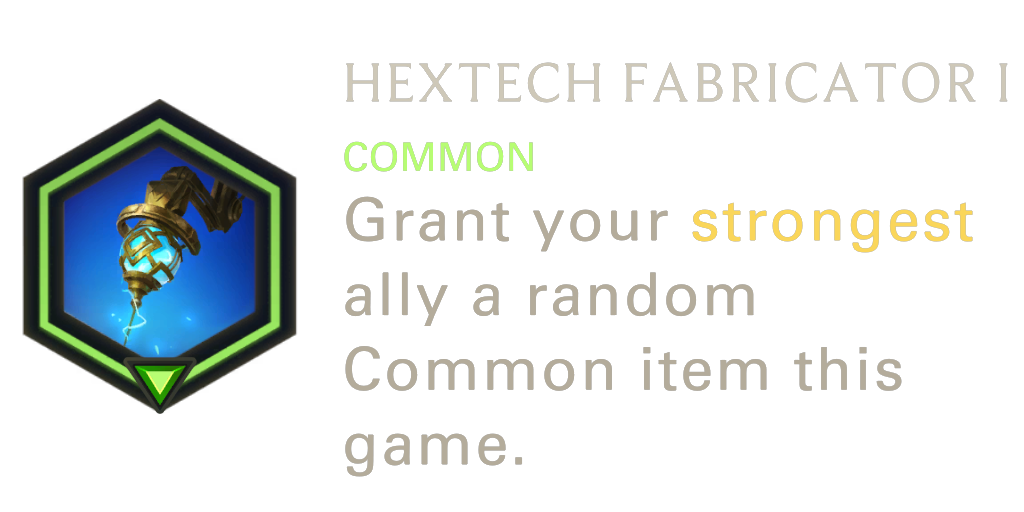 HEXTECH FABRICATOR I
COMMON
Grant your strongest
ally a random
Common item this
game.